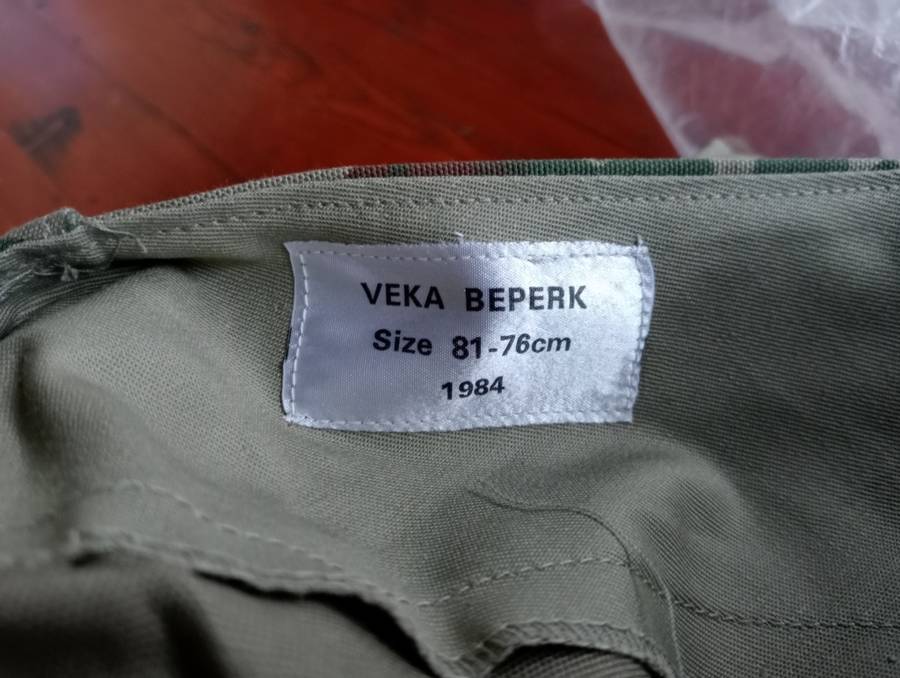 VEKA BEPERK
Size 81-76cm
1984